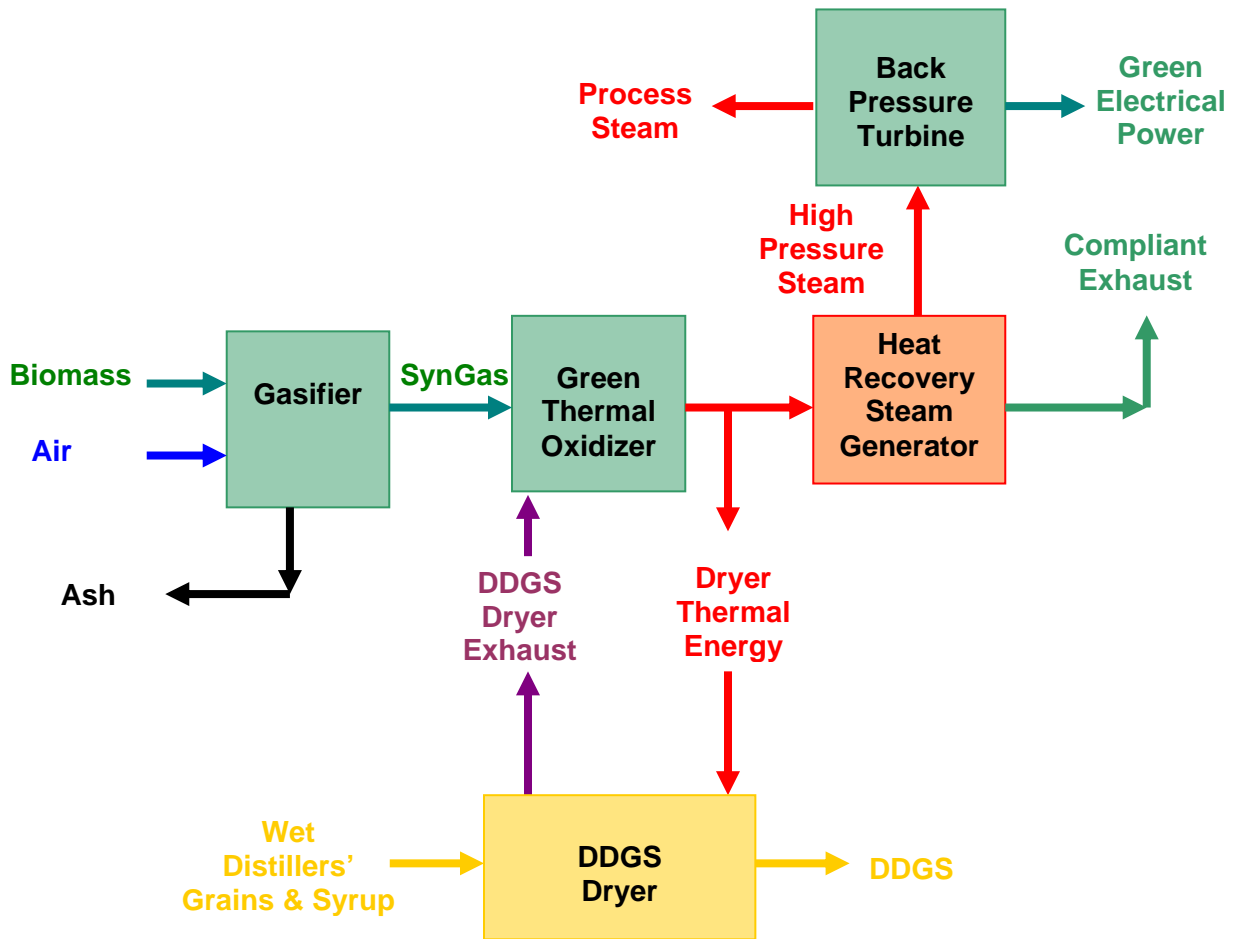 Back
Pressure
Turbine
Process
Steam
Green
Electrical
Power
High
Pressure
Steam
Compliant
Exhaust
Biomass
Air
Gasifier
SynGas
Green
Thermal
Oxidizer
Heat
Recovery
Steam
Generator
Ash
DDGS
Dryer
Exhaust
Dryer
Thermal
Energy
Wet
Distillers’
Grains & Syrup
DDGS
Dryer
DDGS